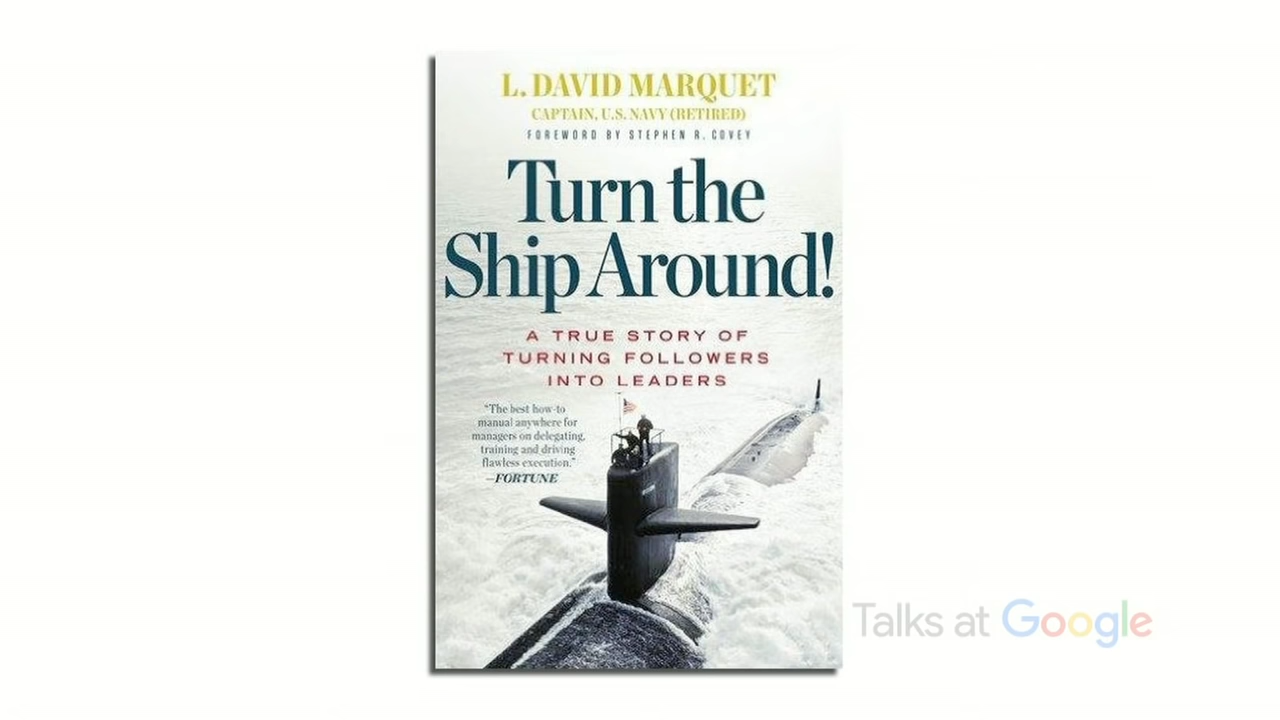 L. DAVID MARQUET
CAPTAIN, U.S. NAVY (RETIRED)
FOREWORD BY STEPHEN R. COVEY
Turn the
Ship Around!
A TRUE STORY OF
TURNING FOLLOWERS
INTO LEADERS
"The best how-to
manual anywhere for
managers on delegating,
training and driving
flawless execution."
—FORTUNE
Talks at Google